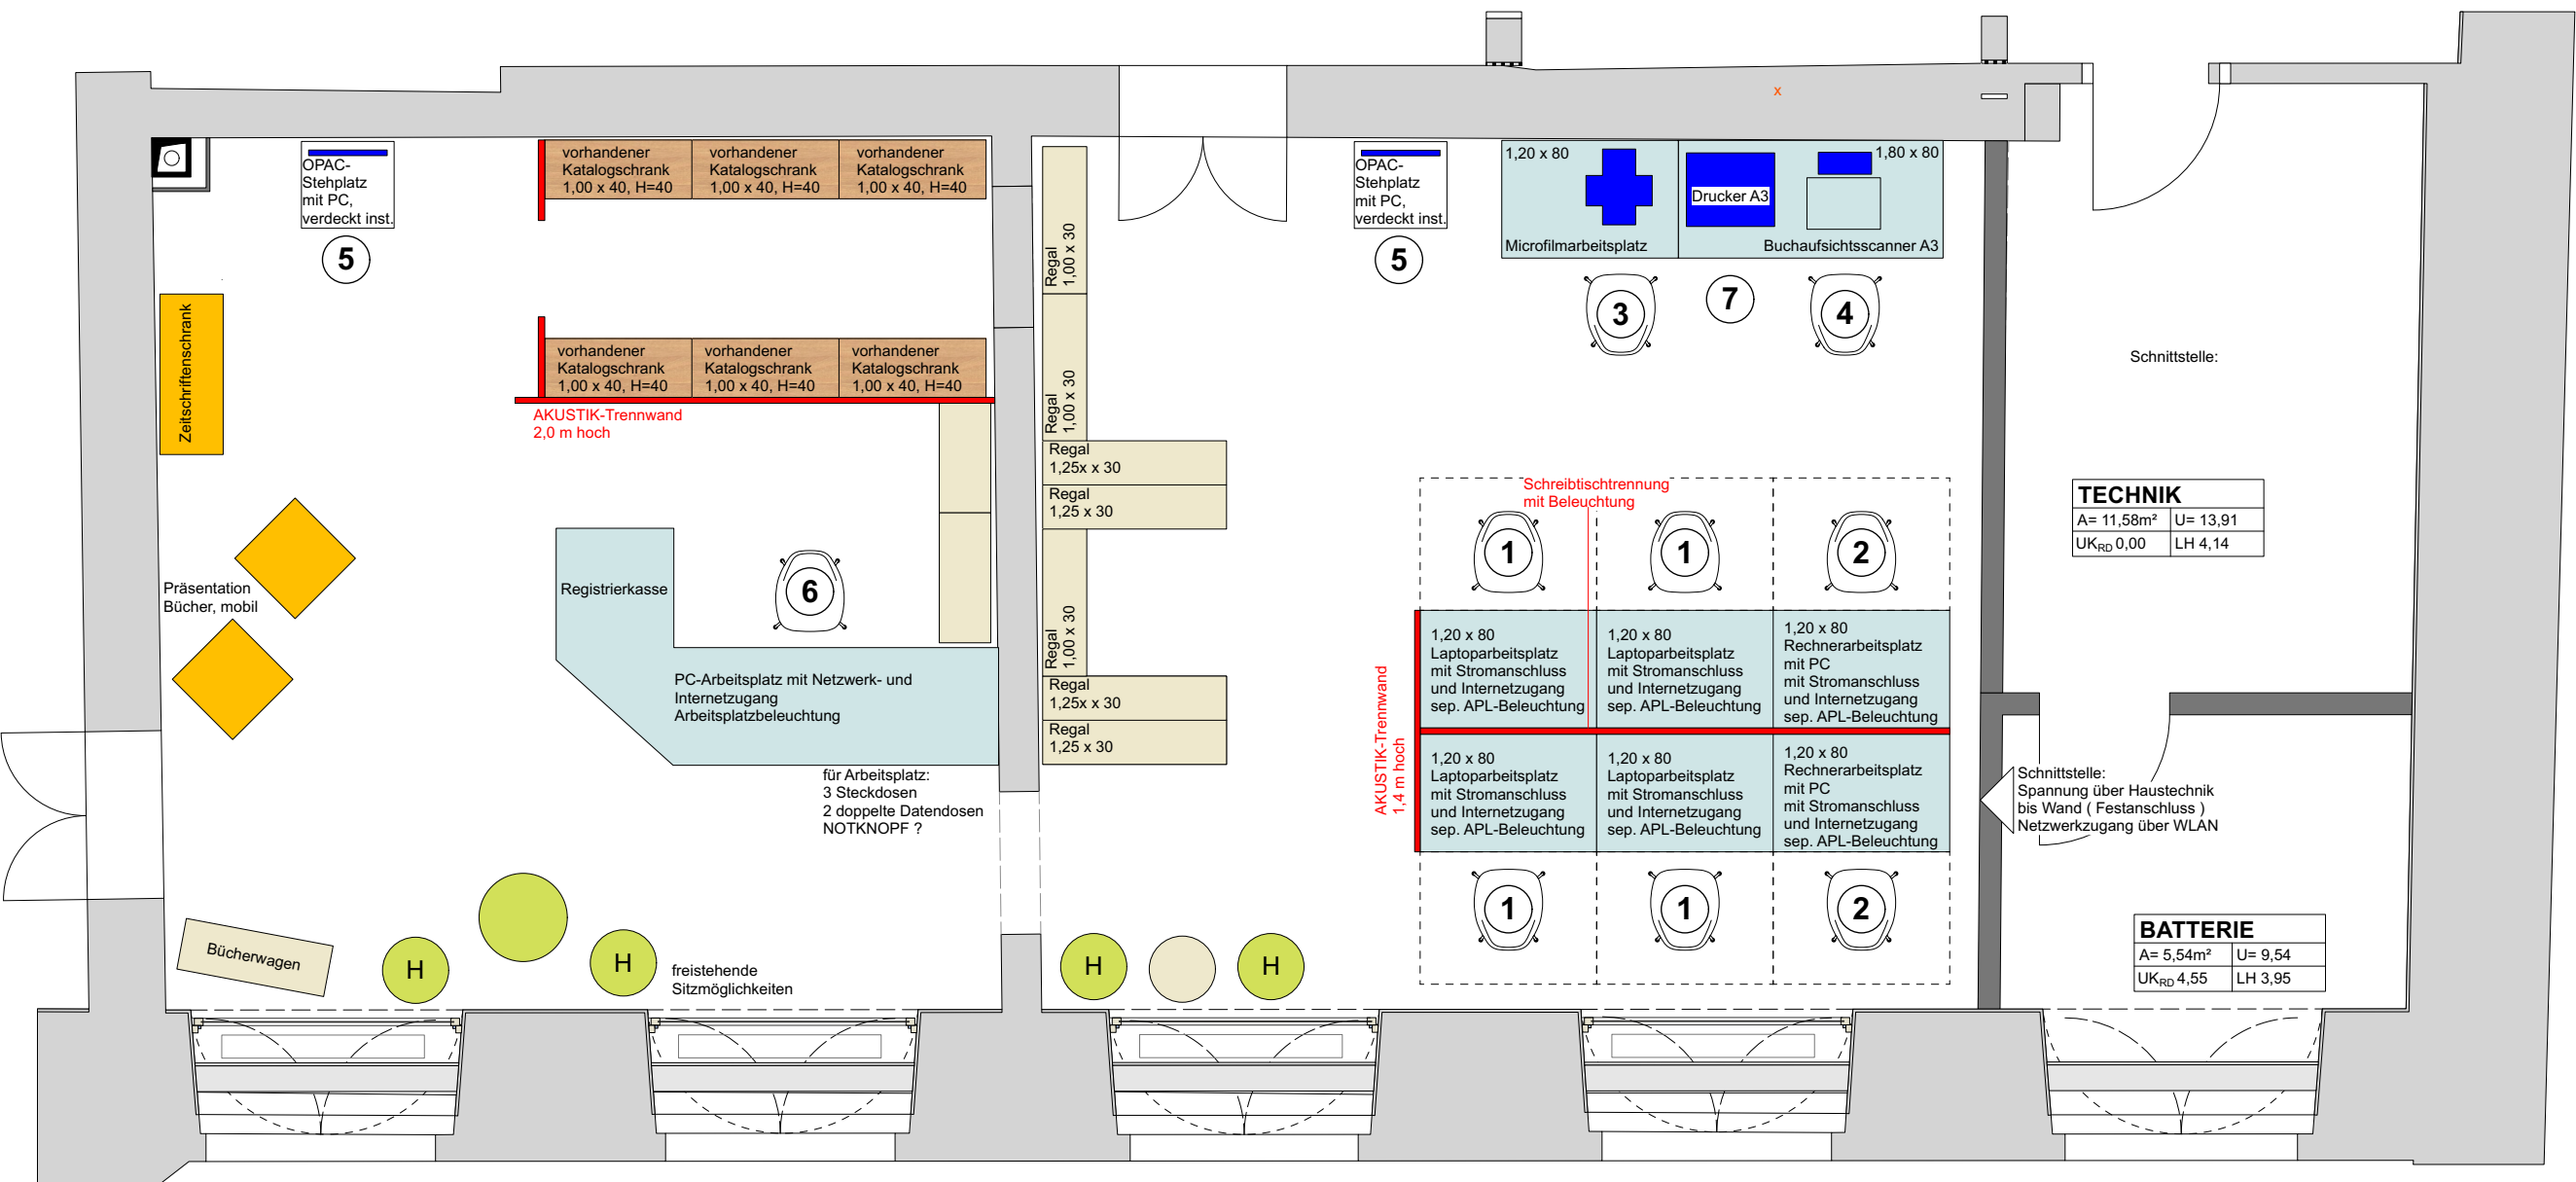 OPAC-
Stehplatz
mit PC,
verdeckt inst.
5
vorhandener
Katalogschrank
1,00 x 40, H=40
vorhandener
Katalogschrank
1,00 x 40, H=40
vorhandener
Katalogschrank
1,00 x 40, H=40
Zeitschriftenschrank
vorhandener
Katalogschrank
1,00 x 40, H=40
vorhandener
Katalogschrank
1,00 x 40, H=40
vorhandener
Katalogschrank
1,00 x 40, H=40
AKUSTIK-Trennwand
2,0 m hoch
Präsentation
Bücher, mobil
Registrierkasse
6
PC-Arbeitsplatz mit Netzwerk- und
Internetzugang
Arbeitsplatzbeleuchtung
für Arbeitsplatz:
3 Steckdosen
2 doppelte Datendosen
NOTKNOPF ?
Bücherwagen
H
H
freistehende
Sitzmöglichkeiten
Regal
1,00 x 30
Regal
1,00 x 30
Regal
1,25x x 30
Regal
1,25 x 30
Regal
1,00 x 30
Regal
1,25x x 30
Regal
1,25 x 30
H
H
OPAC-
Stehplatz
mit PC,
verdeckt inst.
5
x
1,20 x 80
Microfilmarbeitsplatz
Drucker A3
1,80 x 80
Buchaufsichtsscanner A3
3
7
4
Schreibtischtrennung
mit Beleuchtung
1
1
2
AKUSTIK-Trennwand
1,4 m hoch
1,20 x 80
Laptoparbeitsplatz
mit Stromanschluss
und Internetzugang
sep. APL-Beleuchtung
1,20 x 80
Laptoparbeitsplatz
mit Stromanschluss
und Internetzugang
sep. APL-Beleuchtung
1,20 x 80
Rechnerarbeitsplatz
mit PC
mit Stromanschluss
und Internetzugang
sep. APL-Beleuchtung
1,20 x 80
Laptoparbeitsplatz
mit Stromanschluss
und Internetzugang
sep. APL-Beleuchtung
1,20 x 80
Laptoparbeitsplatz
mit Stromanschluss
und Internetzugang
sep. APL-Beleuchtung
1,20 x 80
Rechnerarbeitsplatz
mit PC
mit Stromanschluss
und Internetzugang
sep. APL-Beleuchtung
1
1
2
Schnittstelle:
TECHNIK
A= 11,58m² U= 13,91
UKRD 0,00 LH 4,14
Schnittstelle:
Spannung über Haustechnik
bis Wand ( Festanschluss )
Netzwerkzugang über WLAN
BATTERIE
A= 5,54m² U= 9,54
UKRD 4,55 LH 3,95